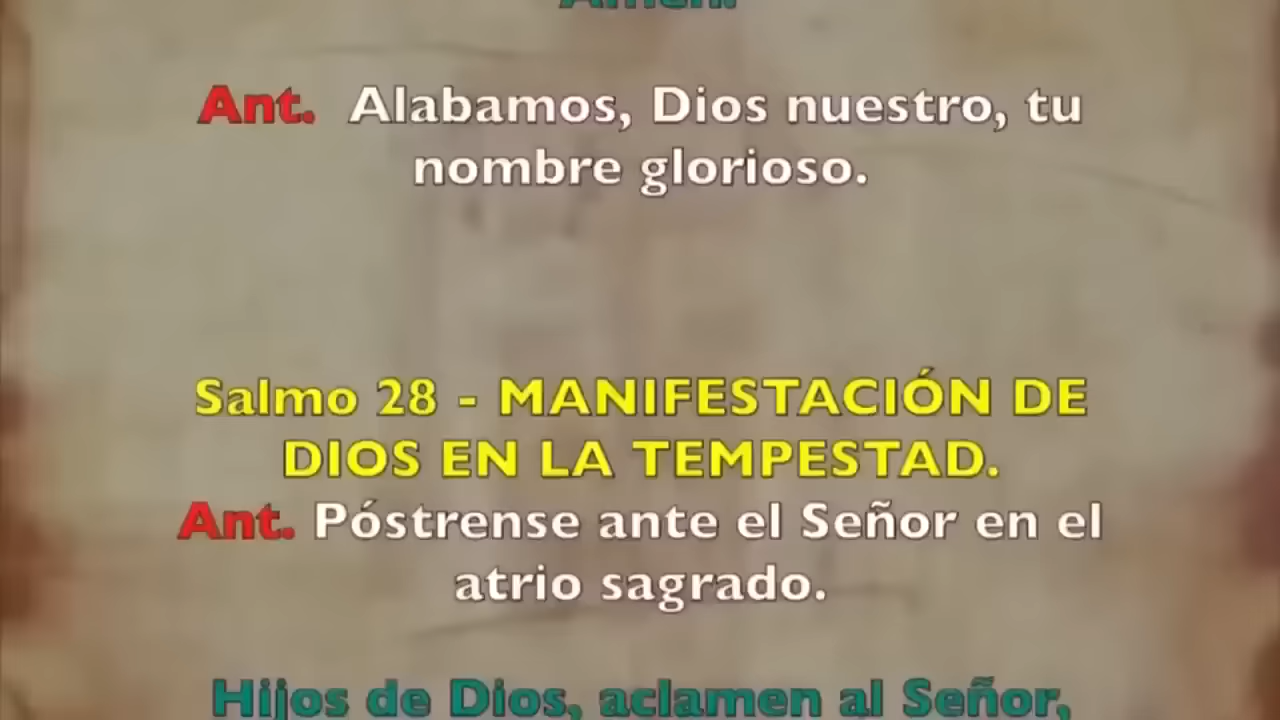 Ant. Alabamos, Dios nuestro, tu
nombre glorioso.
Salmo 28 - MANIFESTACIÓN DE
DIOS EN LA TEMPESTAD.
Ant. Póstrense ante el Señor en el
atrio sagrado.
Hijos de Dios, aclamen al Señor,